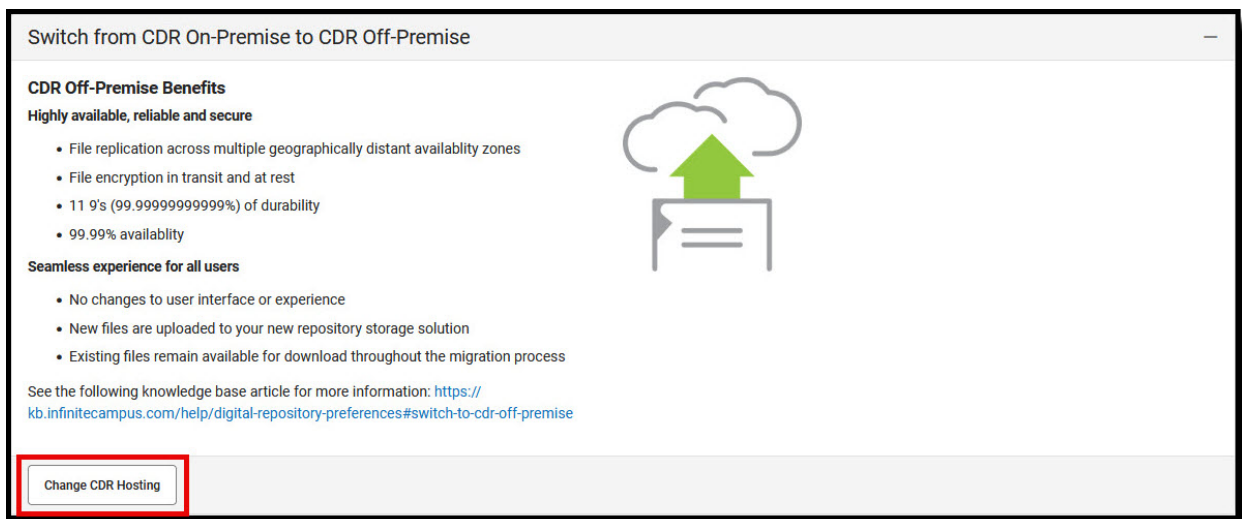 Switch from CDR On-Premise to CDR Off-Premise
CDR Off-Premise Benefits
Highly available, reliable and secure
• File replication across multiple geographically distant availablity zones
• File encryption in transit and at rest
• 11 9's (99.99999999999%) of durability
• 99.99% availablity
Seamless experience for all users
• No changes to user interface or experience
• New files are uploaded to your new repository storage solution
• Existing files remain available for download throughout the migration process
See the following knowledge base article for more information: https://
kb.infinitecampus.com/help/digital-repository-preferences#switch-to-cdr-off-premise
Change CDR Hosting